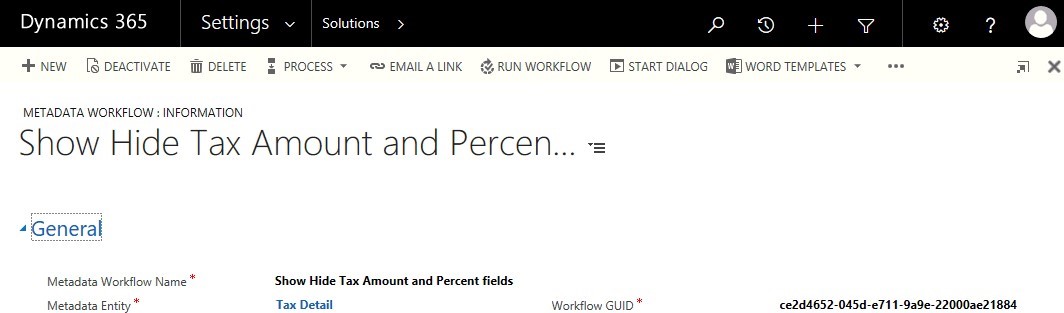 Dynamics 365 Settings Solutions
NEW DEACTIVATE DELETE PROCESS EMAIL A LINK RUN WORKFLOW START DIALOG WORD TEMPLATES ...
METADATA WORKFLOW : INFORMATION
Show Hide Tax Amount and Percen...
General
Metadata Workflow Name * Show Hide Tax Amount and Percent fields
Metadata Entity * Tax Detail Workflow GUID * ce2d4652-045d-e711-9a9e-22000ae21884